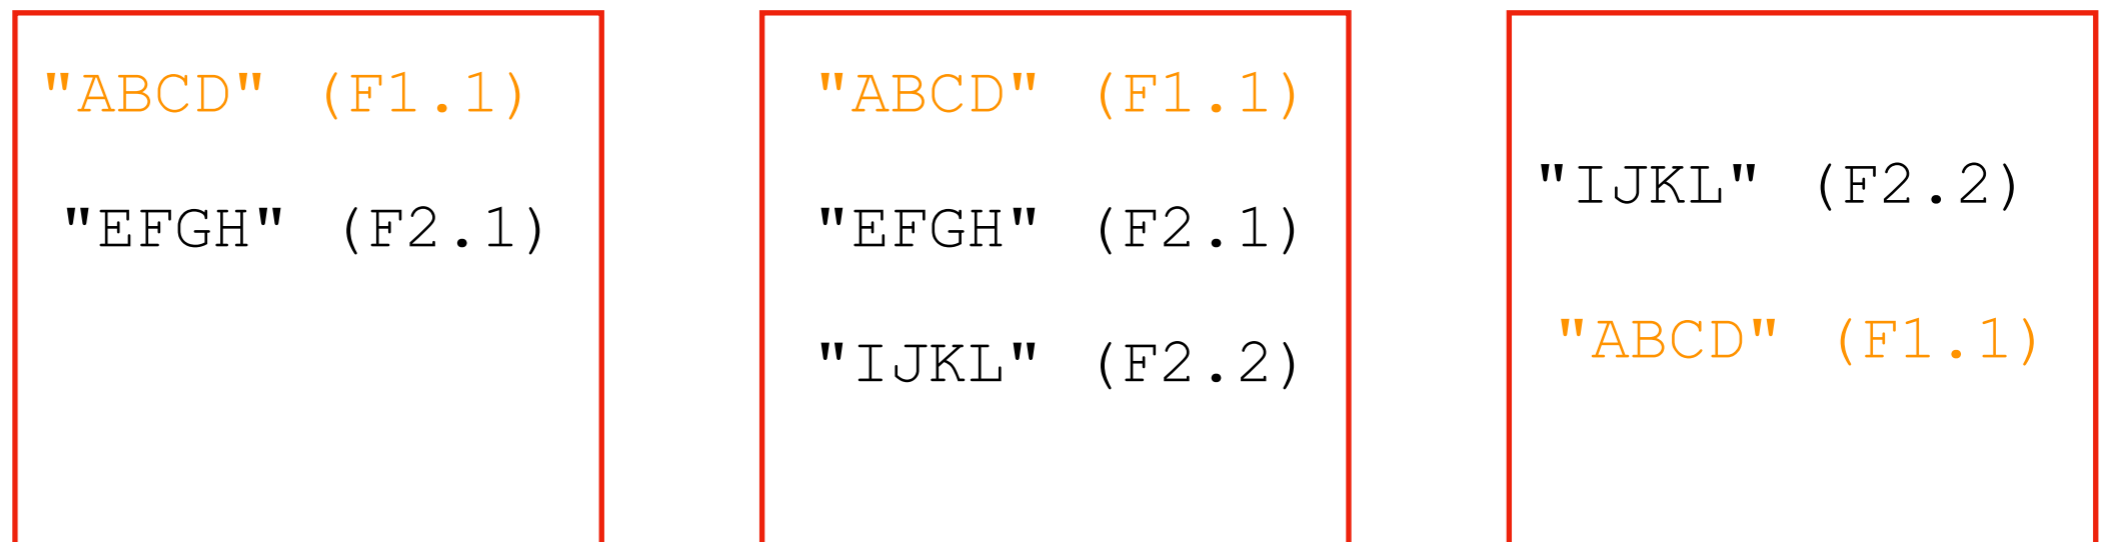 "ABCD" (F1.1)
"EFGH" (F2.1)
"ABCD" (F1.1)
"EFGH" (F2.1)
"IJKL" (F2.2)
"IJKL" (F2.2)
"ABCD" (F1.1)